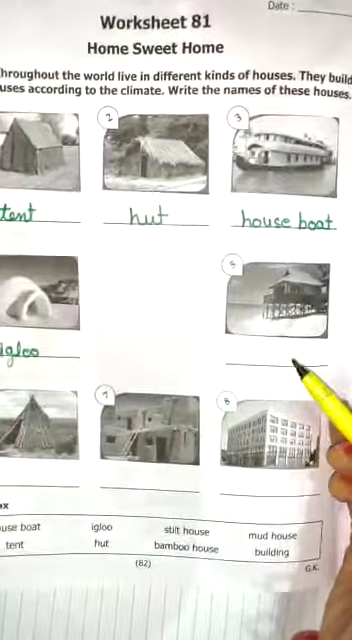 Date :
Worksheet 81
Home Sweet Home
hroughout the world live in different kinds of houses. They build
uses according to the climate. Write the names of these houses.
2
3
tent hut house boat
5
igloo
7
8
ox
use boat igloo stilt house mud house
tent hut bamboo house building
(82)
G.K.